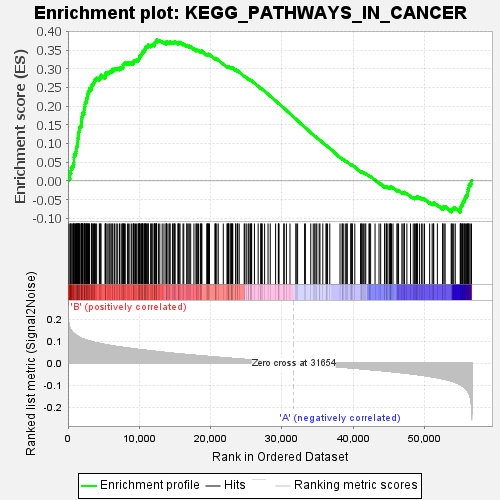 Enrichment plot: KEGG_PATHWAYS_IN_CANCER (ES)
Enrichment score (ES)
0.40
0.35
0.30
0.25
0.20
0.15
0.10
0.05
0.00
-0.05
-0.10
'B' (positively correlated)
Ranked list metric (Signal2Noise)
0.2
0.1
0.0
-0.1
-0.2
Zero cross at 31654
'A' (negatively correlated)
0
10,000
20,000
30,000
40,000
50,000
Rank in Ordered Dataset
Enrichment profile
Hits
Ranking metric scores